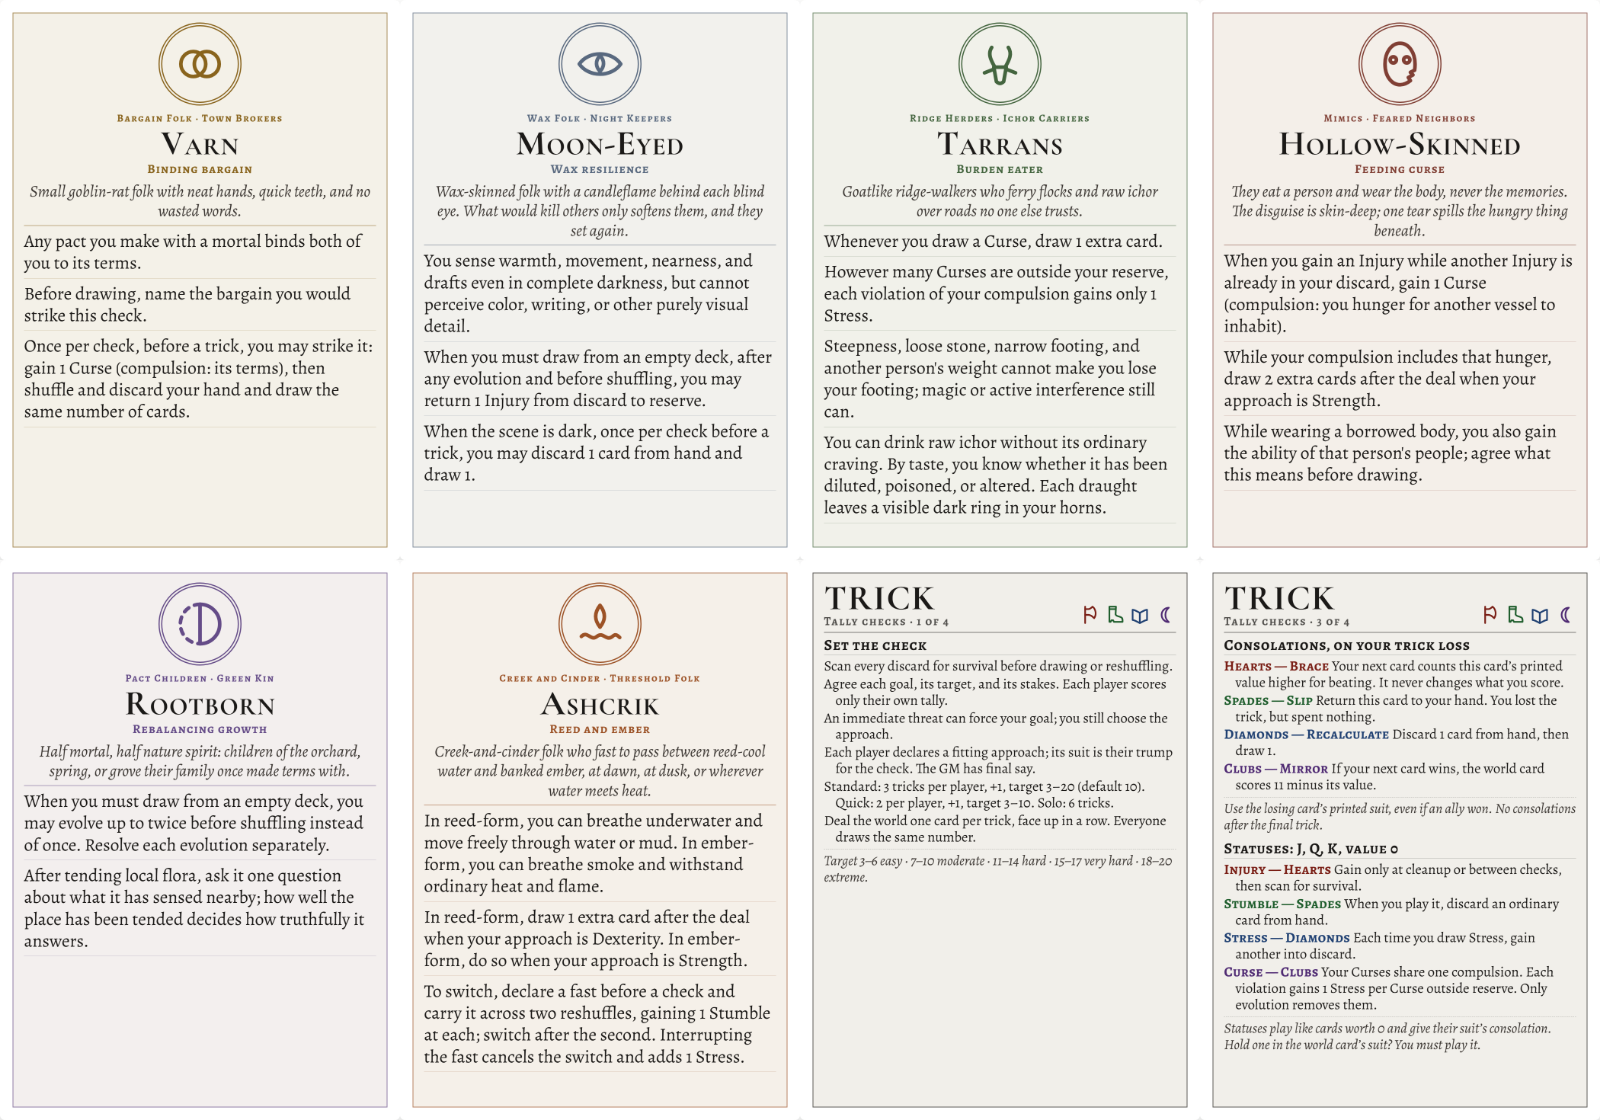 Bargain Folk · Town Brokers
Varn
Binding bargain
Small goblin-rat folk with neat hands, quick teeth, and no
wasted words.
Any pact you make with a mortal binds both of
you to its terms.
Before drawing, name the bargain you would
strike this check.
Once per check, before a trick, you may strike it:
gain 1 Curse (compulsion: its terms), then
shuffle and discard your hand and draw the
same number of cards.
Wax Folk · Night Keepers
Moon-Eyed
Wax resilience
Wax-skinned folk with a candleflame behind each blind
eye. What would kill others only softens them, and they
set again.
You sense warmth, movement, nearness, and
drafts even in complete darkness, but cannot
perceive color, writing, or other purely visual
detail.
When you must draw from an empty deck, after
any evolution and before shuffling, you may
return 1 Injury from discard to reserve.
When the scene is dark, once per check before a
trick, you may discard 1 card from hand and
draw 1.
Ridge Herders · Ichor Carriers
Tarrans
Burden eater
Goatlike ridge-walkers who ferry flocks and raw ichor
over roads no one else trusts.
Whenever you draw a Curse, draw 1 extra card.
However many Curses are outside your reserve,
each violation of your compulsion gains only 1
Stress.
Steepness, loose stone, narrow footing, and
another person's weight cannot make you lose
your footing; magic or active interference still
can.
You can drink raw ichor without its ordinary
craving. By taste, you know whether it has been
diluted, poisoned, or altered. Each draught
leaves a visible dark ring in your horns.
Mimics · Feared Neighbors
Hollow-Skinned
Feeding curse
They eat a person and wear the body, never the memories.
The disguise is skin-deep; one tear spills the hungry thing
beneath.
When you gain an Injury while another Injury is
already in your discard, gain 1 Curse
(compulsion: you hunger for another vessel to
inhabit).
While your compulsion includes that hunger,
draw 2 extra cards after the deal when your
approach is Strength.
While wearing a borrowed body, you also gain
the ability of that person's people; agree what
this means before drawing.
Pact Children · Green Kin
Rootborn
Rebalancing growth
Half mortal, half nature spirit: children of the orchard,
spring, or grove their family once made terms with.
When you must draw from an empty deck, you
may evolve up to twice before shuffling instead
of once. Resolve each evolution separately.
After tending local flora, ask it one question
about what it has sensed nearby; how well the
place has been tended decides how truthfully it
answers.
Creek and Cinder · Threshold Folk
Ashcrik
Reed and ember
Creek-and-cinder folk who fast to pass between reed-cool
water and banked ember, at dawn, at dusk, or wherever
water meets heat.
In reed-form, you can breathe underwater and
move freely through water or mud. In ember-
form, you can breathe smoke and withstand
ordinary heat and flame.
In reed-form, draw 1 extra card after the deal
when your approach is Dexterity. In ember-
form, do so when your approach is Strength.
To switch, declare a fast before a check and
carry it across two reshuffles, gaining 1 Stumble
at each; switch after the second. Interrupting
the fast cancels the switch and adds 1 Stress.
TRICK
Tally checks · 1 of 4
Set the check
Scan every discard for survival before drawing or reshuffling.
Agree each goal, its target, and its stakes. Each player scores
only their own tally.
An immediate threat can force your goal; you still choose the
approach.
Each player declares a fitting approach; its suit is their trump
for the check. The GM has final say.
Standard: 3 tricks per player, +1, target 3–20 (default 10).
Quick: 2 per player, +1, target 3–10. Solo: 6 tricks.
Deal the world one card per trick, face up in a row. Everyone
draws the same number.
Target 3–6 easy · 7–10 moderate · 11–14 hard · 15–17 very hard · 18–20
extreme.
TRICK
Tally checks · 3 of 4
Consolations, on your trick loss
Hearts — Brace Your next card counts this card's printed
value higher for beating. It never changes what you score.
Spades — Slip Return this card to your hand. You lost the
trick, but spent nothing.
Diamonds — Recalculate Discard 1 card from hand, then
draw 1.
Clubs — Mirror If your next card wins, the world card
scores 11 minus its value.
Use the losing card's printed suit, even if an ally won. No consolations
after the final trick.
Statuses: J, Q, K, value 0
Injury — Hearts Gain only at cleanup or between checks,
then scan for survival.
Stumble — Spades When you play it, discard an ordinary
card from hand.
Stress — Diamonds Each time you draw Stress, gain
another into discard.
Curse — Clubs Your Curses share one compulsion. Each
violation gains 1 Stress per Curse outside reserve. Only
evolution removes them.
Statuses play like cards worth 0 and give their suit's consolation.
Hold one in the world card's suit? You must play it.